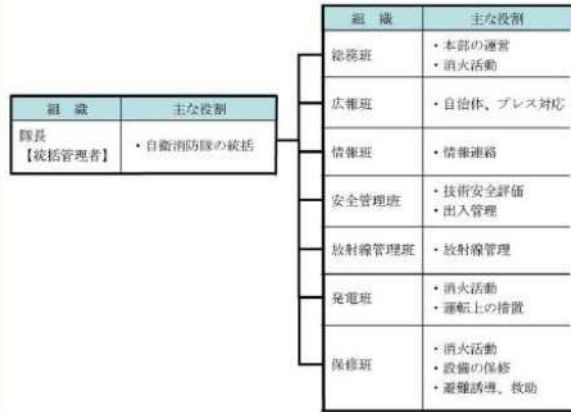 組　織　主な役割
隊長
【統括管理者】
・自衛消防隊の統括
組　織　主な役割
総務班
・本部の運営
・消火活動
広報班
・自治体、プレス対応
情報班
・情報連絡
安全管理班
・技術安全評価
・出入管理
放射線管理班
・放射線管理
発電班
・消火活動
・運転上の措置
保修班
・消火活動
・設備の保修
・避難誘導、救助